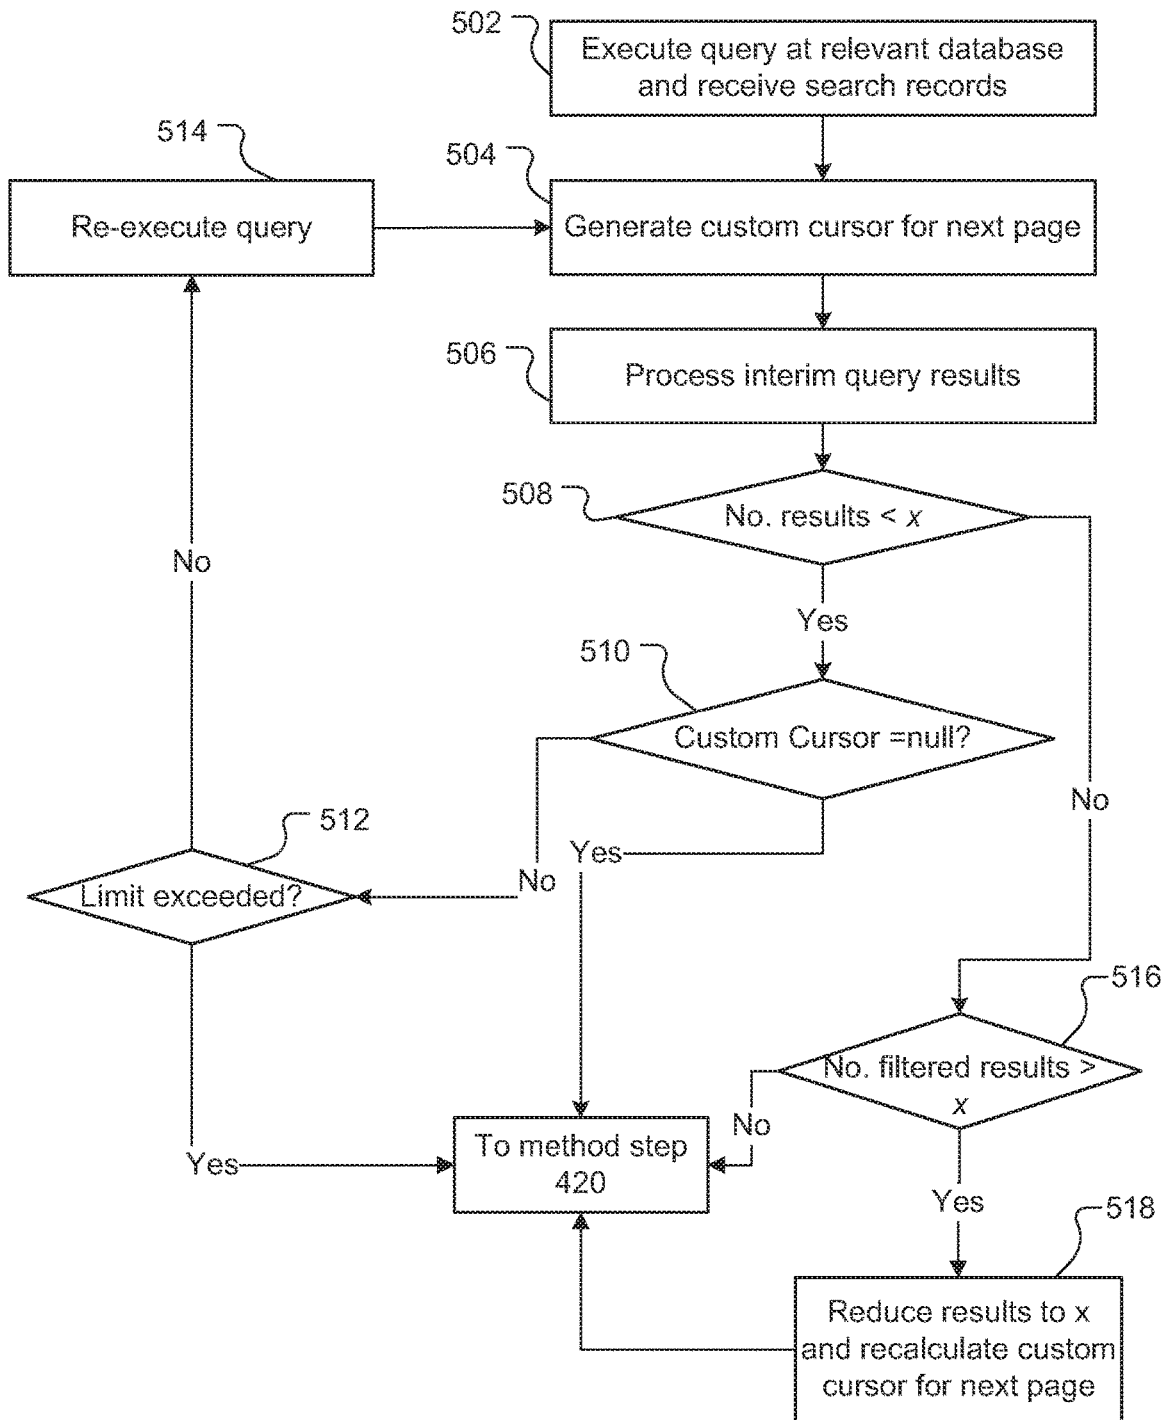 502
Execute query at relevant database
and receive search records
514
504
Re-execute query
Generate custom cursor for next page
506
Process interim query results
508
No. results < x
No
Yes
510
Custom Cursor =null?
No
512
Yes
No
Limit exceeded?
516
No. filtered results >
x
No
To method step
420
Yes
Yes
518
Reduce results to x
and recalculate custom
cursor for next page